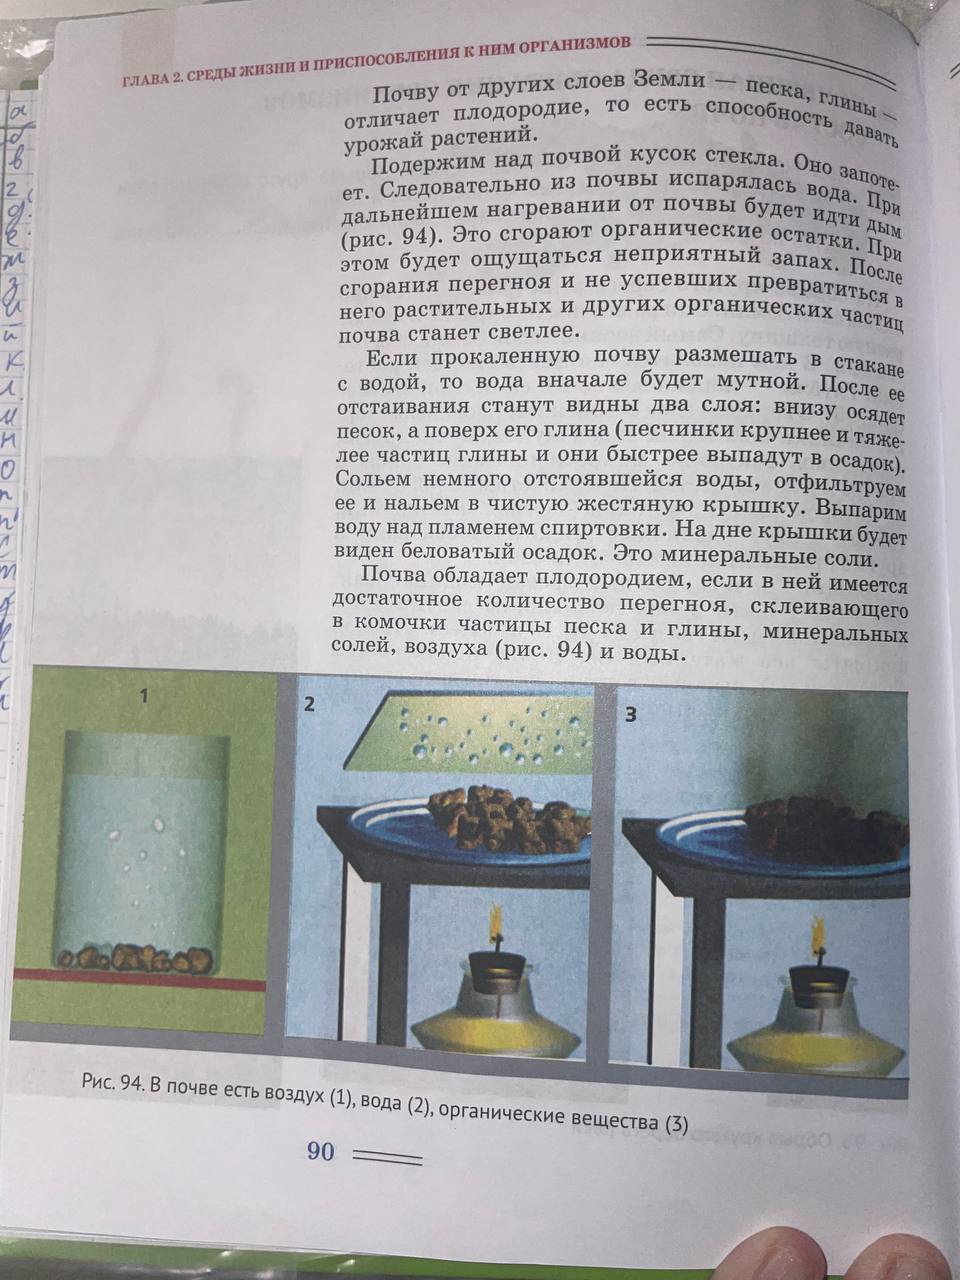 ГЛАВА 2. СРЕДЫ ЖИЗНИ И ПРИСПОСОБЛЕНИЯ К НИМ ОРГАНИЗМОВ
Почву от других слоев Земли — песка, глины —
отличает плодородие, то есть способность давать
урожай растений.
Подержим над почвой кусок стекла. Оно запоте-
ет. Следовательно из почвы испарялась вода. При
дальнейшем нагревании от почвы будет идти дым
(рис. 94). Это сгорают органические остатки. При
этом будет ощущаться неприятный запах. После
сгорания перегноя и не успевших превратиться в
него растительных и других органических частиц
почва станет светлее.
Если прокаленную почву размешать в стакане
с водой, то вода вначале будет мутной. После ее
отстаивания станут видны два слоя: внизу осядет
песок, а поверх его глина (песчинки крупнее и тяже-
лее частиц глины и они быстрее выпадут в осадок).
Сольем немного отстоявшейся воды, отфильтруем
ее и нальем в чистую жестяную крышку. Выпарим
воду над пламенем спиртовки. На дне крышки будет
виден беловатый осадок. Это минеральные соли.
Почва обладает плодородием, если в ней имеется
достаточное количество перегноя, склеивающего
в комочки частицы песка и глины, минеральных
солей, воздуха (рис. 94) и воды.
1
2
3
Рис. 94. В почве есть воздух (1), вода (2), органические вещества (3)
90
а
б
в
г
д
е
ж
з
и
й
к
л
м
н
о
п